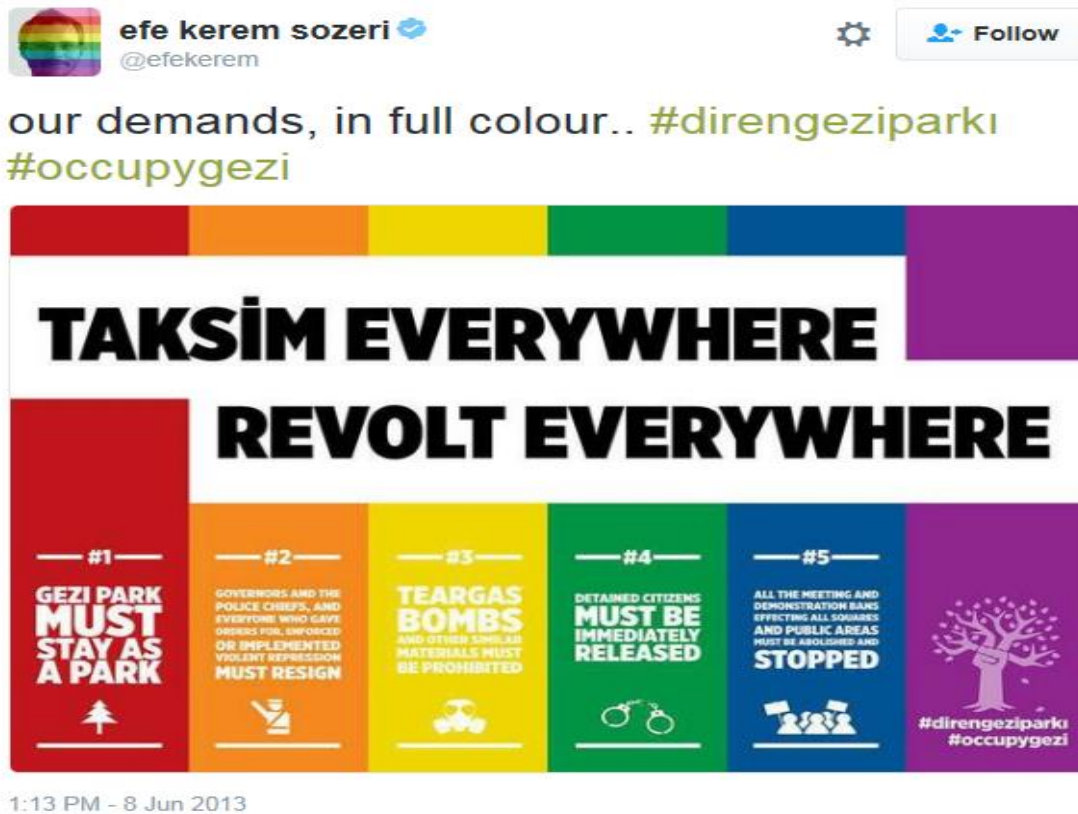 efe kerem sozeri
@efekerem
Follow
our demands, in full colour.. #direngeziparkı
#occupygezi
TAKSİM EVERYWHERE
REVOLT EVERYWHERE
#1
GEZI PARK
MUST
STAY AS
A PARK
#2
GOVERNORS AND THE
POLICE CHIEFS, AND
EVERYONE WHO GAVE
ORDERS FOR, ENFORCED
OR IMPLEMENTED
VIOLENT REPRESSION
MUST RESIGN
#3
TEARGAS
BOMBS
AND OTHER SIMILAR
MATERIALS MUST
BE PROHIBITED
#4
DETAINED CITIZENS
MUST BE
IMMEDIATELY
RELEASED
#5
ALL THE MEETING AND
DEMONSTRATION BANS
EFFECTING ALL SQUARES
AND PUBLIC AREAS
MUST BE ABOLISHED AND
STOPPED
#direngeziparkı
#occupygezi
1:13 PM - 8 Jun 2013